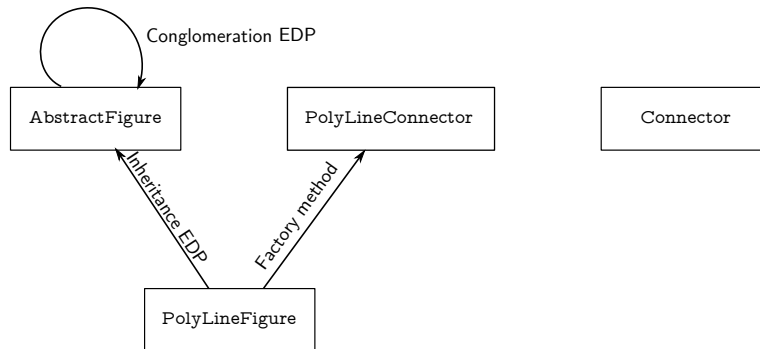 Conglomeration EDP
AbstractFigure
PolyLineConnector
Connector
Inheritance EDP
Factory method
PolyLineFigure